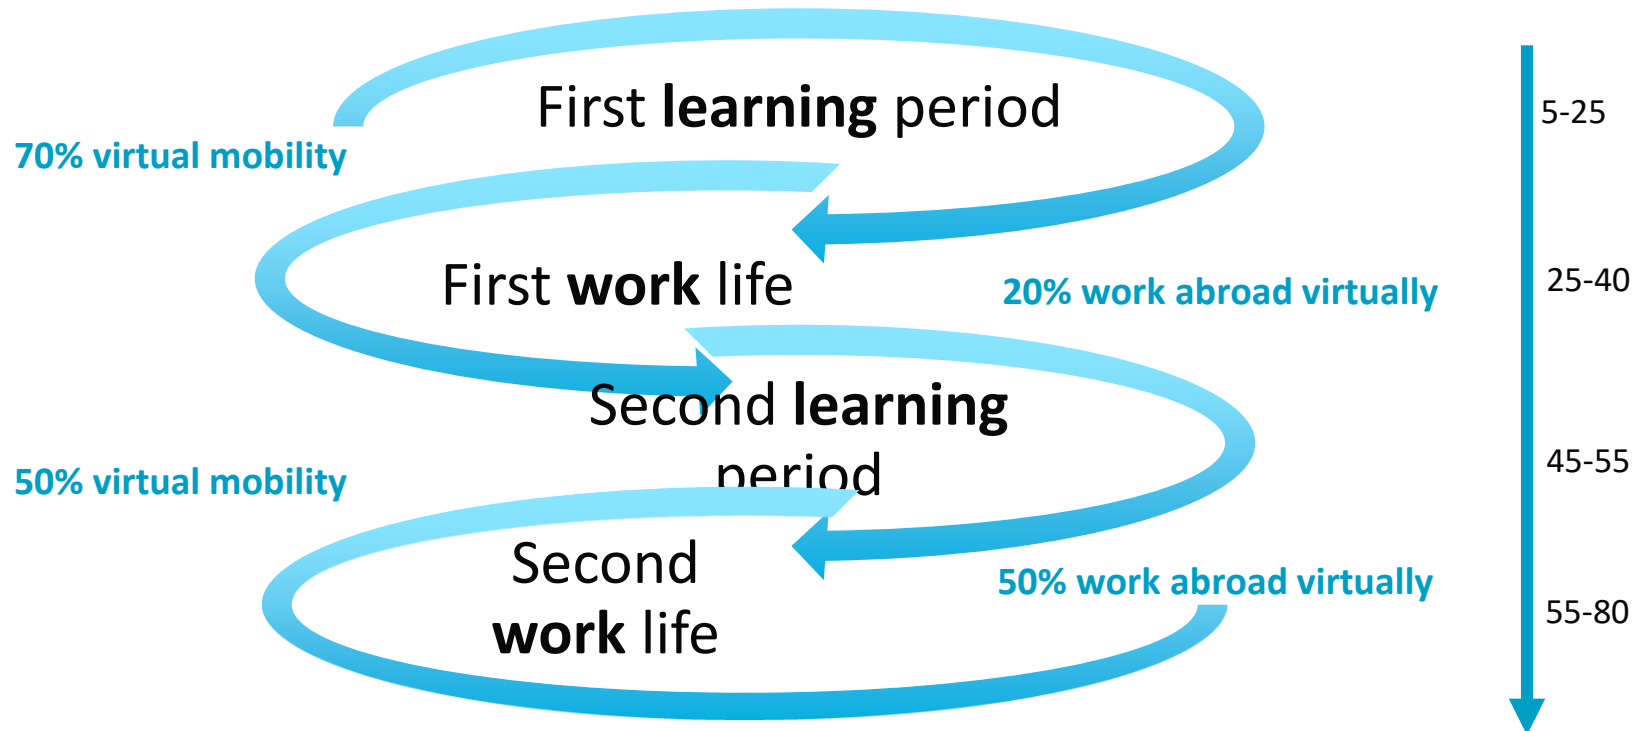 First learning period
5-25
70% virtual mobility
First work life
20% work abroad virtually
25-40
Second learning
period
45-55
50% virtual mobility
Second
work life
50% work abroad virtually
55-80